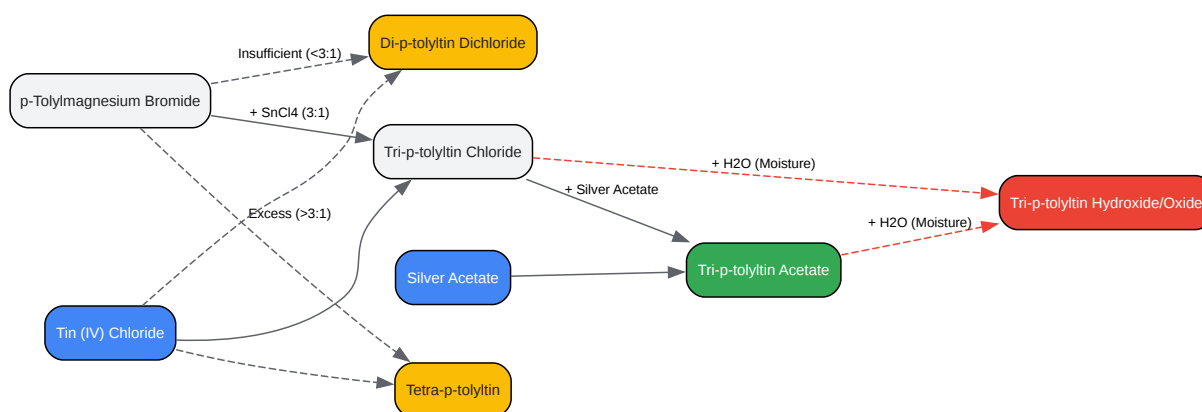 Di-p-tolyltin Dichloride
Insufficient (<3:1)
p-Tolylmagnesium Bromide
+ SnCl4 (3:1)
Tri-p-tolyltin Chloride
+ H2O (Moisture)
+ Silver Acetate
Tri-p-tolyltin Hydroxide/Oxide
Excess (>3:1)
+ H2O (Moisture)
Silver Acetate
Tri-p-tolyltin Acetate
Tin (IV) Chloride
Tetra-p-tolyltin